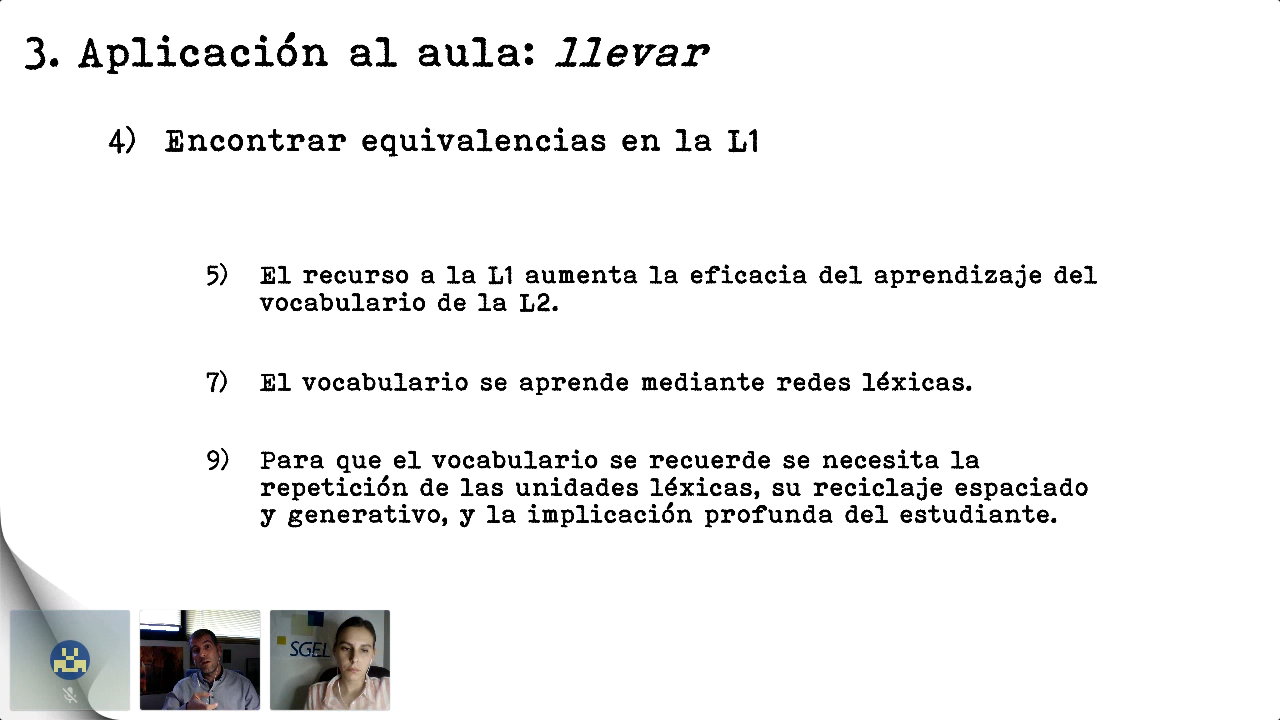 3. Aplicación al aula: llevar
4) Encontrar equivalencias en la L1
5) El recurso a la L1 aumenta la eficacia del aprendizaje del
vocabulario de la L2.
7) El vocabulario se aprende mediante redes léxicas.
9) Para que el vocabulario se recuerde se necesita la
repetición de las unidades léxicas, su reciclaje espaciado
y generativo, y la implicación profunda del estudiante.
SGEL